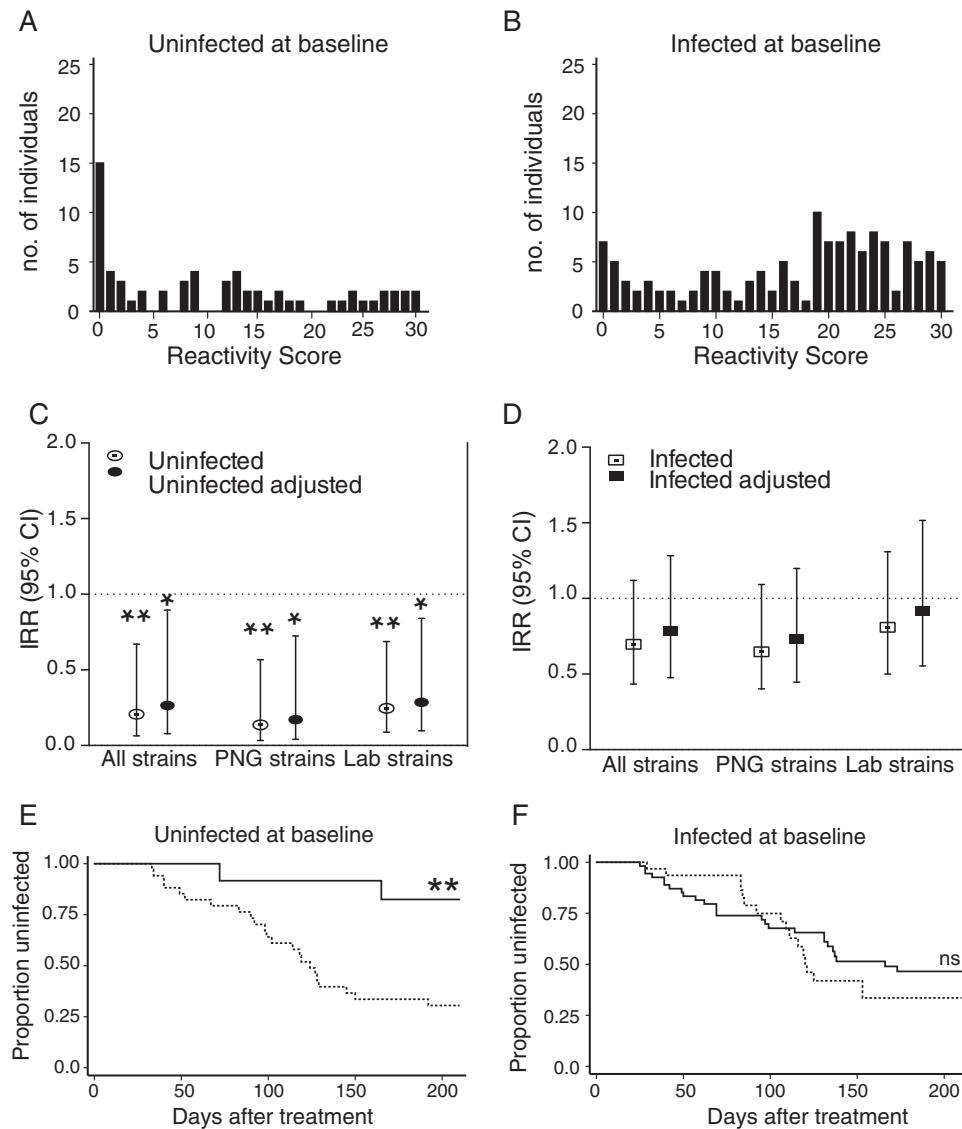 A
Uninfected at baseline
25
20
15
10
5
0
no. of individuals
0 5 10 15 20 25 30
Reactivity Score
B
Infected at baseline
25
20
15
10
5
0
no. of individuals
0 5 10 15 20 25 30
Reactivity Score
C
2.0
1.5
1.0
0.5
0.0
IRR (95% CI)
Uninfected
Uninfected adjusted
** * ** * ** *
All strains PNG strains Lab strains
D
2.0
1.5
1.0
0.5
0.0
IRR (95% CI)
Infected
Infected adjusted
All strains PNG strains Lab strains
E
Uninfected at baseline
1.00
0.75
0.50
0.25
0.0
Proportion uninfected
**
0 50 100 150 200
Days after treatment
F
Infected at baseline
1.00
0.75
0.50
0.25
0.0
Proportion uninfected
ns
0 50 100 150 200
Days after treatment